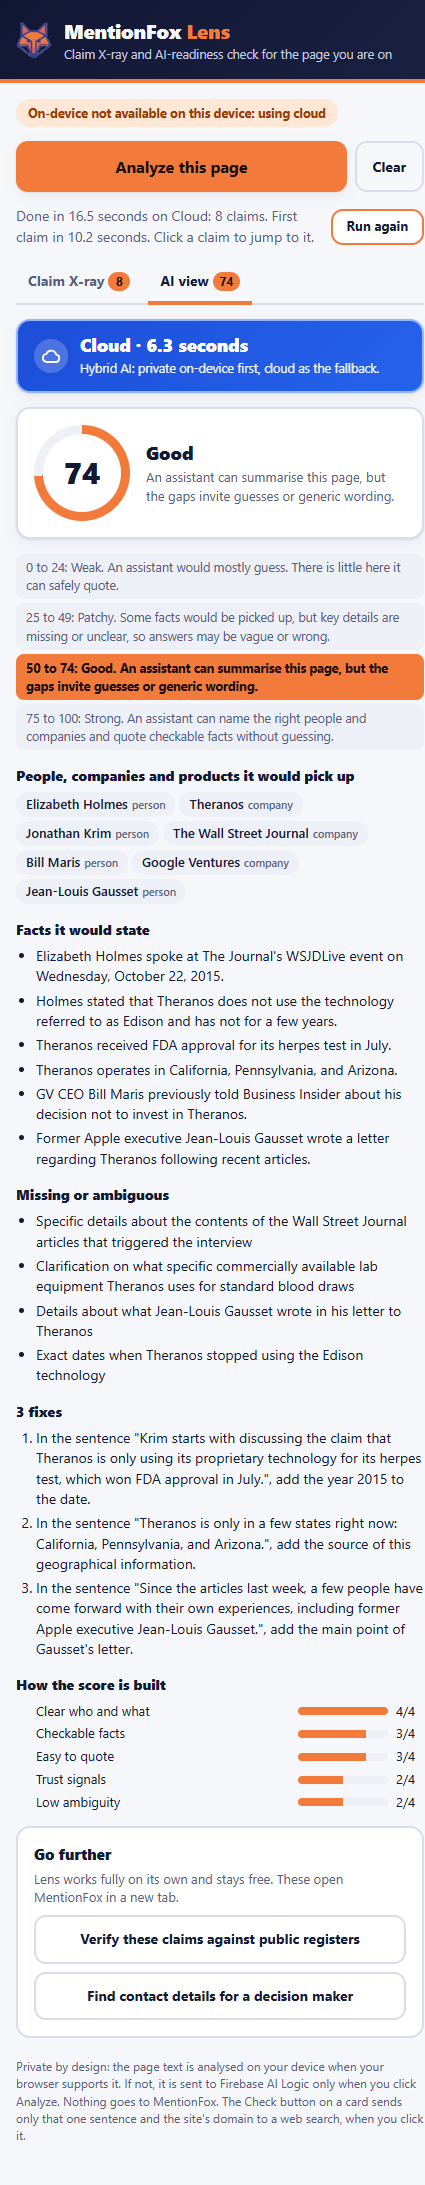 MentionFox Lens
Claim X-ray and AI-readiness check for the page you are on
On-device not available on this device: using cloud
Analyze this page
Clear
Done in 16.5 seconds on Cloud: 8 claims. First
claim in 10.2 seconds. Click a claim to jump to it.
Run again
Claim X-ray 8
AI view 74
Cloud · 6.3 seconds
Hybrid AI: private on-device first, cloud as the fallback.
74
Good
An assistant can summarise this page, but
the gaps invite guesses or generic wording.
0 to 24: Weak. An assistant would mostly guess. There is little here it
can safely quote.
25 to 49: Patchy. Some facts would be picked up, but key details are
missing or unclear, so answers may be vague or wrong.
50 to 74: Good. An assistant can summarise this page, but the
gaps invite guesses or generic wording.
75 to 100: Strong. An assistant can name the right people and
companies and quote checkable facts without guessing.
People, companies and products it would pick up
Elizabeth Holmes person
Theranos company
Jonathan Krim person
The Wall Street Journal company
Bill Maris person
Google Ventures company
Jean-Louis Gausset person
Facts it would state
• Elizabeth Holmes spoke at The Journal's WSJDLive event on
Wednesday, October 22, 2015.
• Holmes stated that Theranos does not use the technology
referred to as Edison and has not for a few years.
• Theranos received FDA approval for its herpes test in July.
• Theranos operates in California, Pennsylvania, and Arizona.
• GV CEO Bill Maris previously told Business Insider about his
decision not to invest in Theranos.
• Former Apple executive Jean-Louis Gausset wrote a letter
regarding Theranos following recent articles.
Missing or ambiguous
• Specific details about the contents of the Wall Street Journal
articles that triggered the interview
• Clarification on what specific commercially available lab
equipment Theranos uses for standard blood draws
• Details about what Jean-Louis Gausset wrote in his letter to
Theranos
• Exact dates when Theranos stopped using the Edison
technology
3 fixes
1. In the sentence "Krim starts with discussing the claim that
Theranos is only using its proprietary technology for its herpes
test, which won FDA approval in July.", add the year 2015 to
the date.
2. In the sentence "Theranos is only in a few states right now:
California, Pennsylvania, and Arizona.", add the source of this
geographical information.
3. In the sentence "Since the articles last week, a few people have
come forward with their own experiences, including former
Apple executive Jean-Louis Gausset.", add the main point of
Gausset's letter.
How the score is built
Clear who and what 4/4
Checkable facts 3/4
Easy to quote 3/4
Trust signals 2/4
Low ambiguity 2/4
Go further
Lens works fully on its own and stays free. These open
MentionFox in a new tab.
Verify these claims against public registers
Find contact details for a decision maker
Private by design: the page text is analysed on your device when your
browser supports it. If not, it is sent to Firebase AI Logic only when you click
Analyze. Nothing goes to MentionFox. The Check button on a card sends
only that one sentence and the site's domain to a web search, when you click
it.